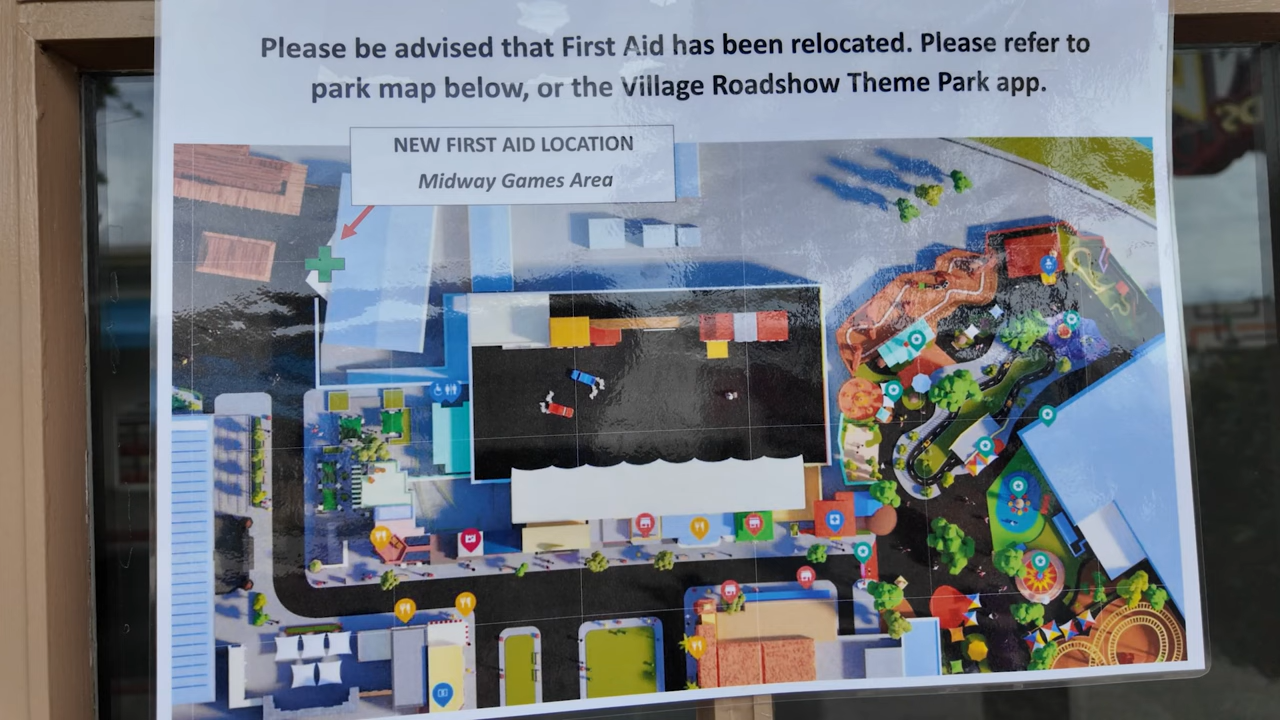 Please be advised that First Aid has been relocated. Please refer to
park map below, or the Village Roadshow Theme Park app.
NEW FIRST AID LOCATION
Midway Games Area